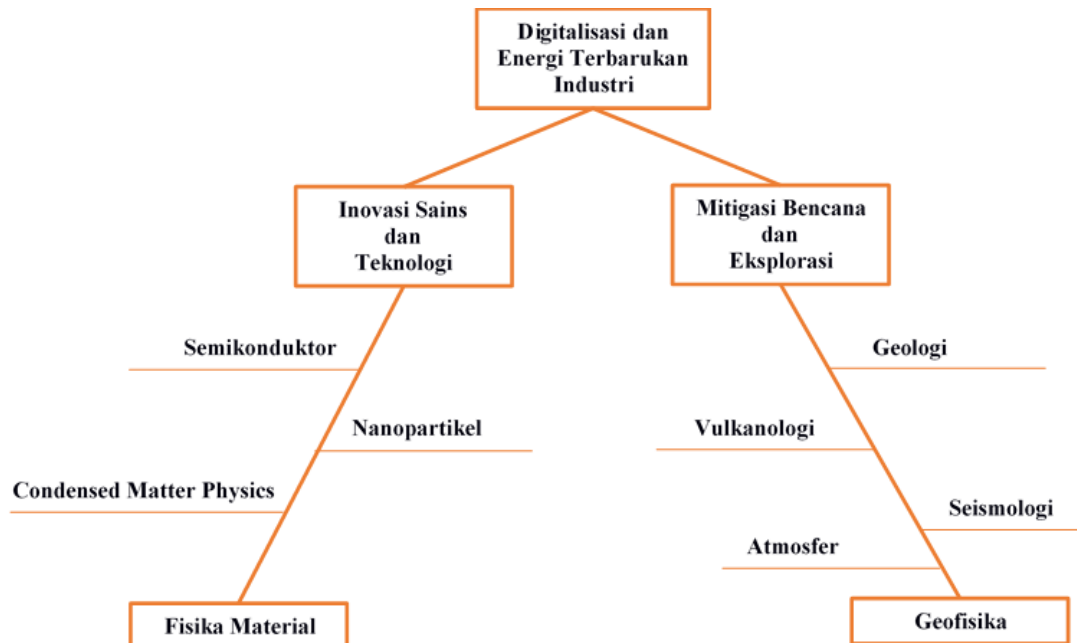 Digitalisasi dan
Energi Terbarukan
Industri
Inovasi Sains
dan
Teknologi
Mitigasi Bencana
dan
Eksplorasi
Semikonduktor
Geologi
Nanopartikel
Vulkanologi
Condensed Matter Physics
Seismologi
Atmosfer
Fisika Material
Geofisika